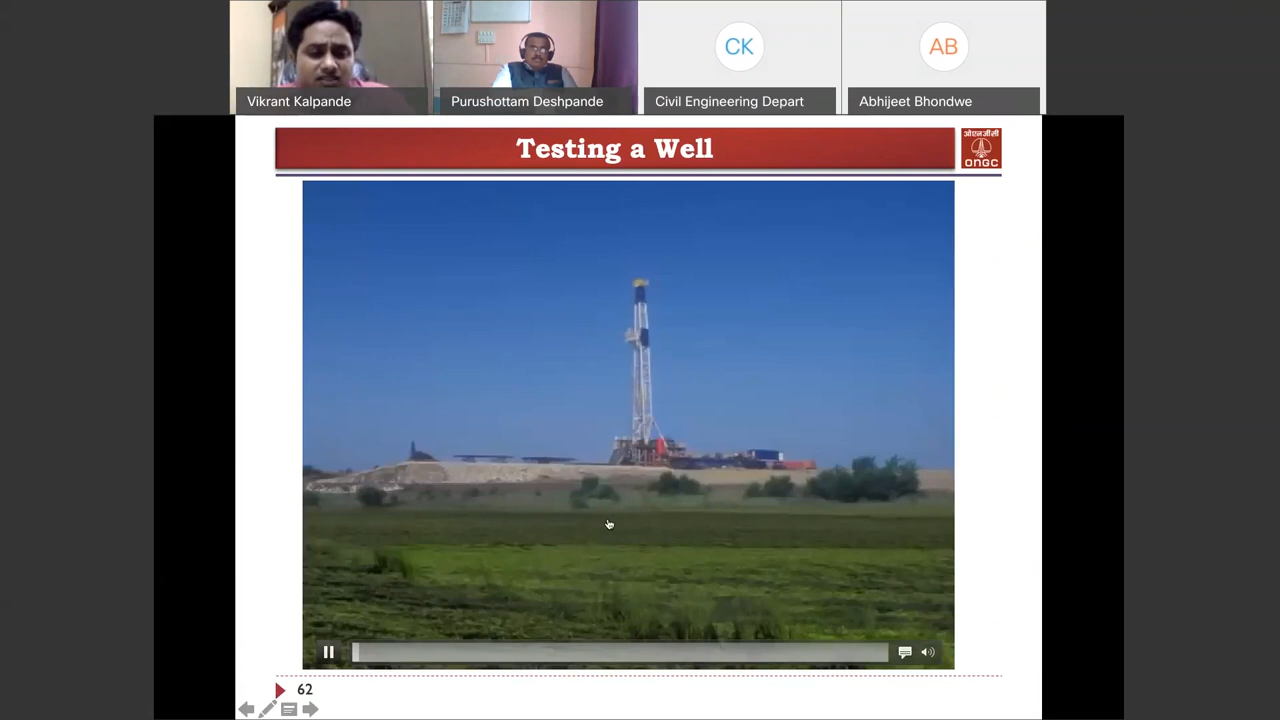 CK
AB
Vikrant Kalpande
Purushottam Deshpande
Civil Engineering Depart
Abhijeet Bhondwe
Testing a Well
ओएनजीसी
ONGC
62